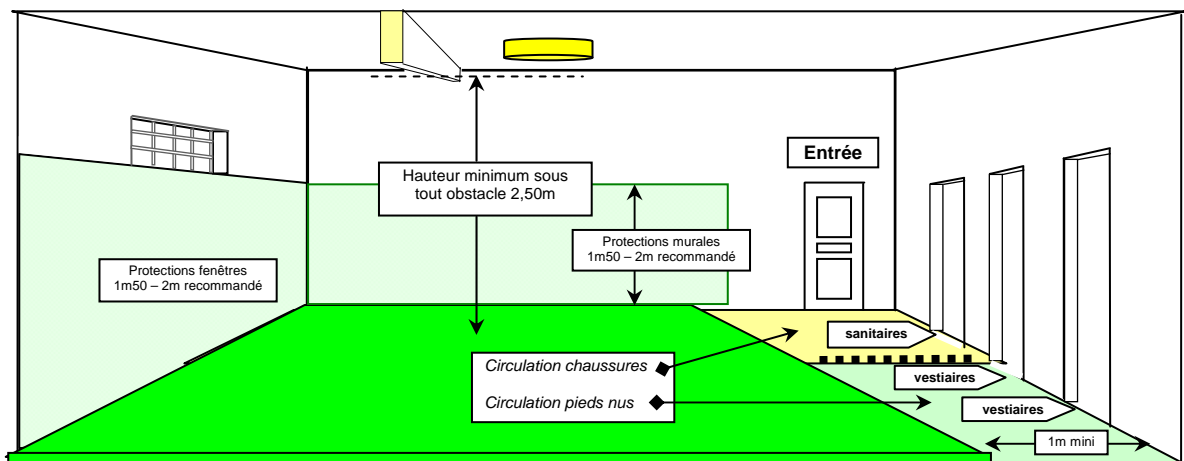 Entrée
Hauteur minimum sous
tout obstacle 2,50m
Protections murales
1m50 – 2m recommandé
Protections fenêtres
1m50 – 2m recommandé
sanitaires
Circulation chaussures
vestiaires
Circulation pieds nus
vestiaires
1m mini